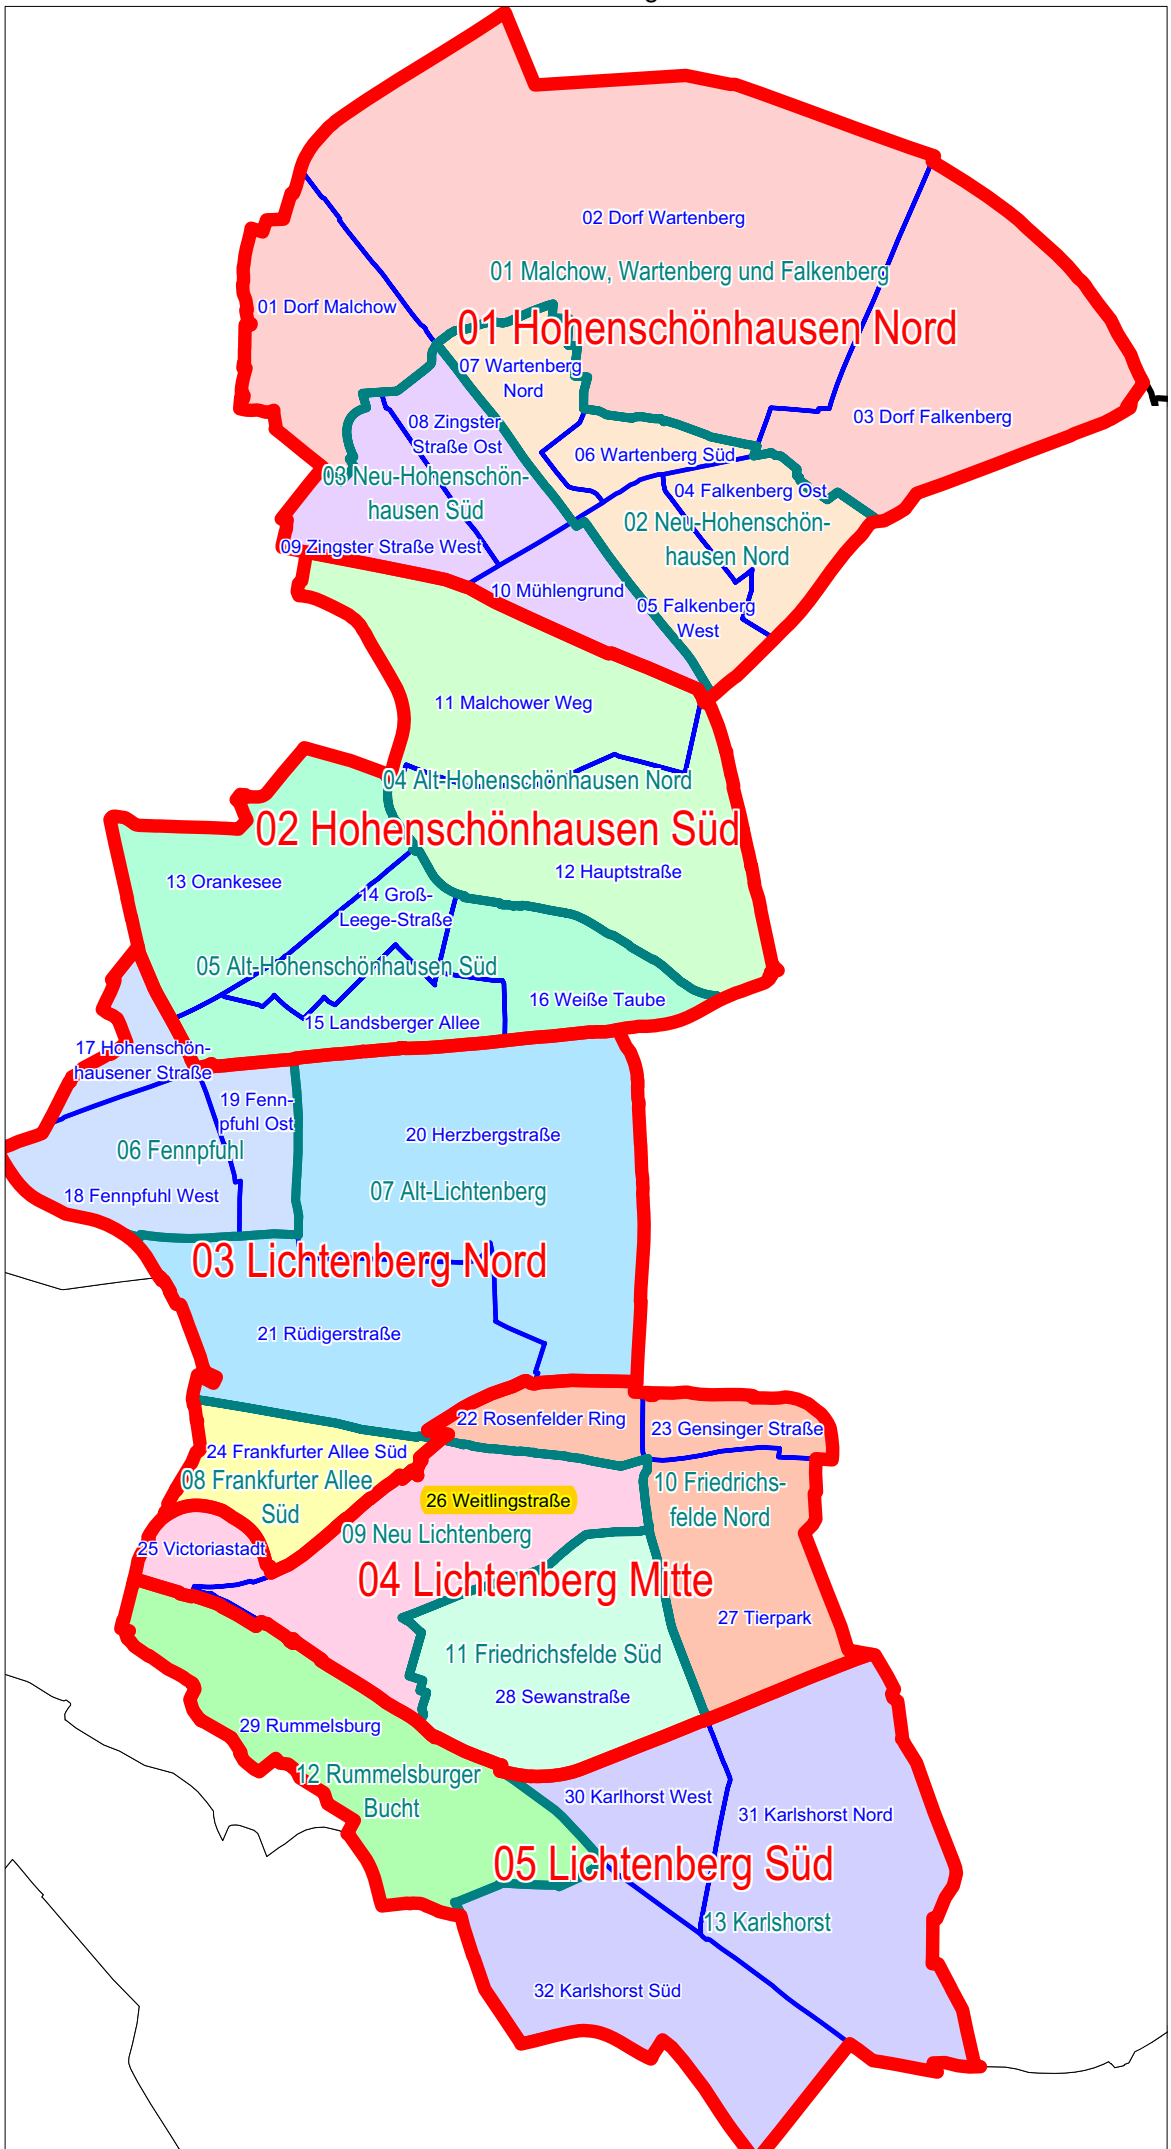 02 Dorf Wartenberg
01 Malchow, Wartenberg und Falkenberg
01 Dorf Malchow
01 Hohenschönhausen Nord
07 Wartenberg
Nord
03 Dorf Falkenberg
08 Zingster
Straße Ost
06 Wartenberg Süd
03 Neu-Hohenschön-
hausen Süd
04 Falkenberg Ost
02 Neu-Hohenschön-
hausen Nord
09 Zingster Straße West
10 Mühlengrund
05 Falkenberg
West
11 Malchower Weg
04 Alt-Hohenschönhausen Nord
02 Hohenschönhausen Süd
12 Hauptstraße
13 Orankesee
14 Groß-
Leege-Straße
05 Alt-Hohenschönhausen Süd
16 Weiße Taube
15 Landsberger Allee
17 Hohenschön-
hausener Straße
19 Fenn-
pfuhl Ost
20 Herzbergstraße
06 Fennpfuhl
18 Fennpfuhl West
07 Alt-Lichtenberg
03 Lichtenberg Nord
21 Rüdigerstraße
22 Rosenfelder Ring
23 Gensinger Straße
24 Frankfurter Allee Süd
08 Frankfurter Allee
Süd
10 Friedrichs-
felde Nord
26 Weitlingstraße
09 Neu Lichtenberg
25 Victoriastadt
04 Lichtenberg Mitte
27 Tierpark
11 Friedrichsfelde Süd
28 Sewanstraße
29 Rummelsburg
12 Rummelsburger
Bucht
30 Karlhorst West
31 Karlshorst Nord
05 Lichtenberg Süd
13 Karlshorst
32 Karlshorst Süd